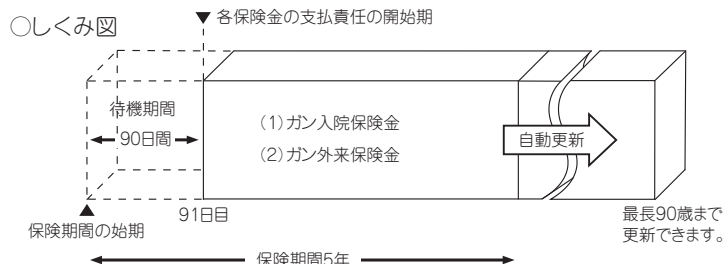 ○しくみ図
▼各保険金の支払責任の開始期
待機期間
90日間
(1)ガン入院保険金
(2)ガン外来保険金
自動更新
▲
保険期間の始期
91日目
最長90歳まで
更新できます。
保険期間5年